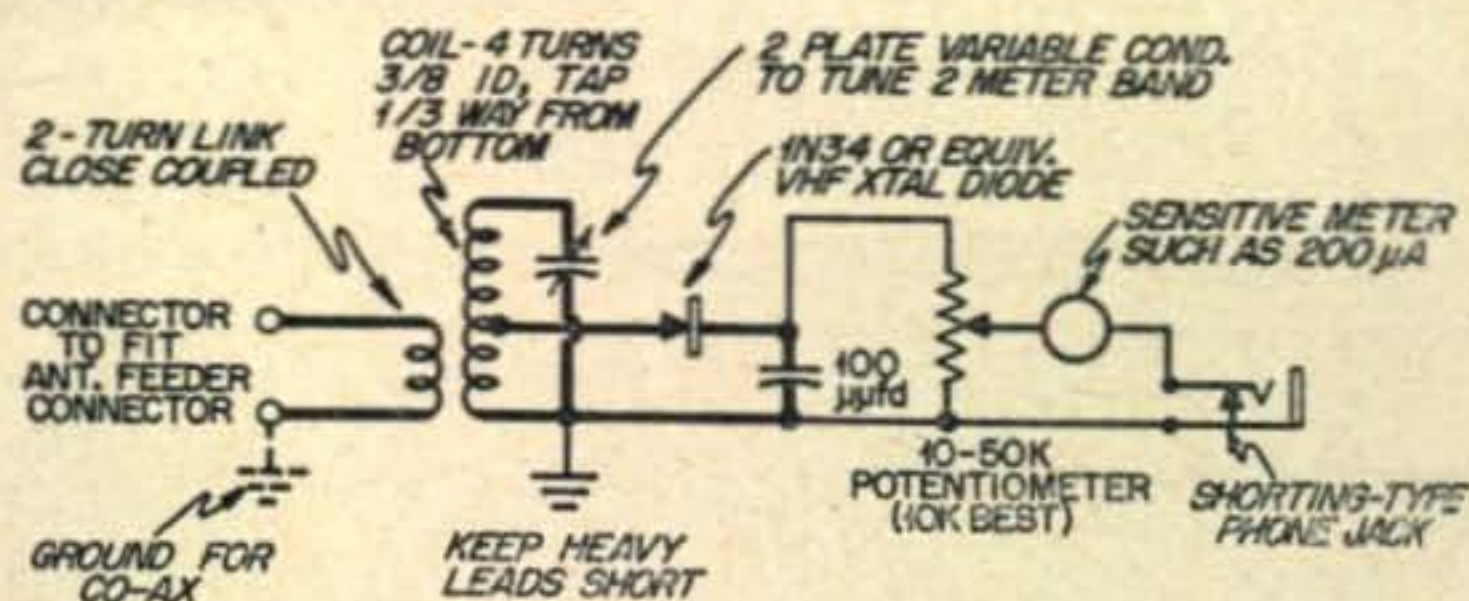 COIL-4 TURNS
3/8 ID, TAP
1/3 WAY FROM
BOTTOM
2 PLATE VARIABLE COND.
TO TUNE 2 METER BAND
2-TURN LINK
CLOSE COUPLED
1N34 OR EQUIV.
VHF XTAL DIODE
SENSITIVE METER
SUCH AS 200 µA
CONNECTOR
TO FIT
ANT. FEEDER
CONNECTOR
100
µµfd
10-50K
POTENTIOMETER
(10K BEST)
SHORTING-TYPE
PHONE JACK
GROUND FOR
CO-AX
KEEP HEAVY
LEADS SHORT